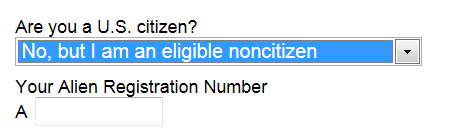 Are you a U.S. citizen?
No, but I am an eligible noncitizen
Your Alien Registration Number
A